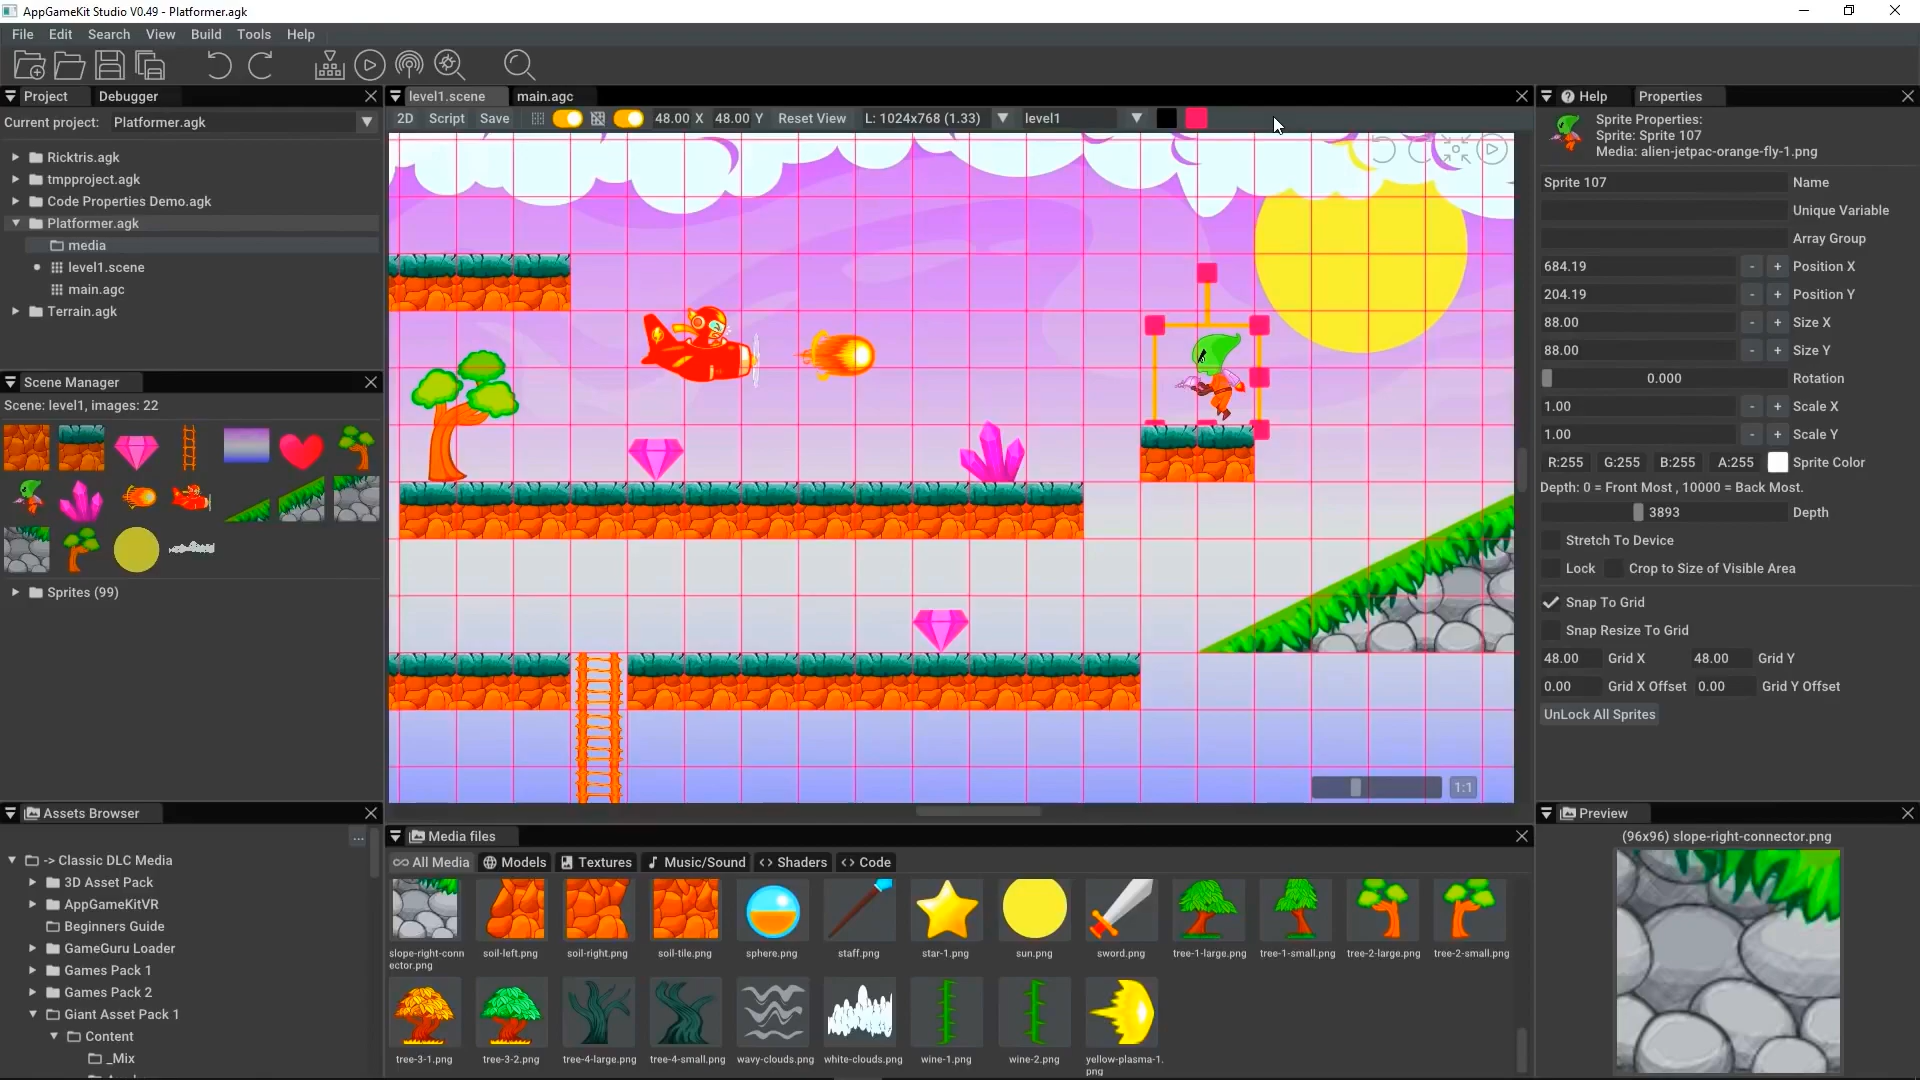 AppGameKit Studio V0.49 - Platformer.agk
File Edit Search View Build Tools Help
Project Debugger
Current project: Platformer.agk
Ricktris.agk
tmpproject.agk
Code Properties Demo.agk
Platformer.agk
media
level1.scene
main.agc
Terrain.agk
Scene Manager
Scene: level1, images: 22
Sprites (99)
Assets Browser
...
-> Classic DLC Media
3D Asset Pack
AppGameKitVR
Beginners Guide
GameGuru Loader
Games Pack 1
Games Pack 2
Giant Asset Pack 1
Content
_Mix
level1.scene main.agc
2D Script Save 48.00 X 48.00 Y Reset View L: 1024x768 (1.33) level1
1:1
Media files
All Media Models Textures Music/Sound Shaders Code
slope-right-conn
ector.png
soil-left.png soil-right.png soil-tile.png sphere.png staff.png star-1.png sun.png sword.png tree-1-large.png tree-1-small.png tree-2-large.png tree-2-small.png
tree-3-1.png tree-3-2.png tree-4-large.png tree-4-small.png wavy-clouds.png white-clouds.png wine-1.png wine-2.png yellow-plasma-1.
png
Help Properties
Sprite Properties:
Sprite: Sprite 107
Media: alien-jetpac-orange-fly-1.png
Sprite 107 Name
Unique Variable
Array Group
684.19 - + Position X
204.19 - + Position Y
88.00 - + Size X
88.00 - + Size Y
0.000 Rotation
1.00 - + Scale X
1.00 - + Scale Y
R:255 G:255 B:255 A:255 Sprite Color
Depth: 0 = Front Most , 10000 = Back Most.
3893 Depth
Stretch To Device
Lock Crop to Size of Visible Area
Snap To Grid
Snap Resize To Grid
48.00 Grid X 48.00 Grid Y
0.00 Grid X Offset 0.00 Grid Y Offset
UnLock All Sprites
Preview
(96x96) slope-right-connector.png